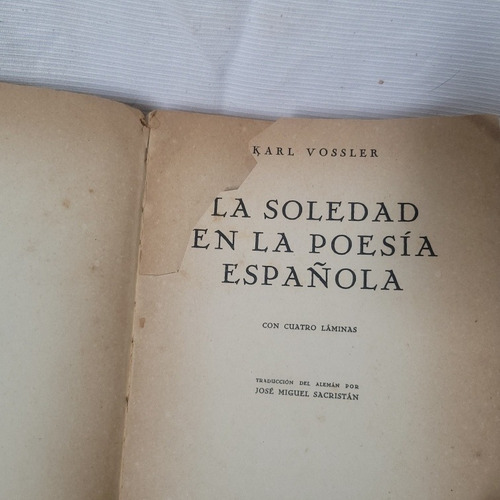 KARL VOSSLER
LA SOLEDAD
EN LA POESÍA
ESPAÑOLA
CON CUATRO LÁMINAS
TRADUCCIÓN DEL ALEMÁN POR
JOSÉ MIGUEL SACRISTÁN